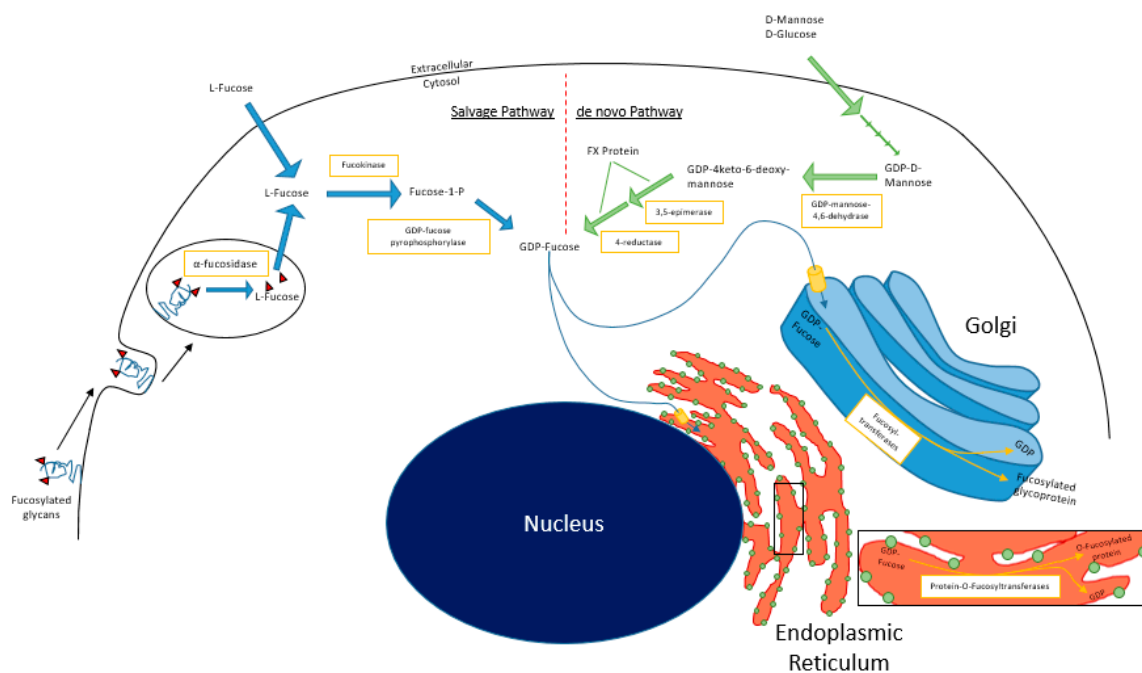 D-Mannose
D-Glucose
Extracellular
Cytosol
L-Fucose
Salvage Pathway
de novo Pathway
FX Protein
Fucokinase
GDP-4keto-6-deoxy-
mannose
GDP-D-
Mannose
L-Fucose
Fucose-1-P
3,5-epimerase
GDP-mannose-
4,6-dehydrase
GDP-fucose
pyrophosphorylase
GDP-Fucose
4-reductase
α-fucosidase
L-Fucose
Golgi
GDP-
Fucose
Fucosyl-
transferases
GDP
Fucosylated
glycoprotein
Fucosylated
glycans
Nucleus
GDP-
Fucose
O-Fucosylated
protein
Protein-O-Fucosyltransferases
GDP
Endoplasmic
Reticulum